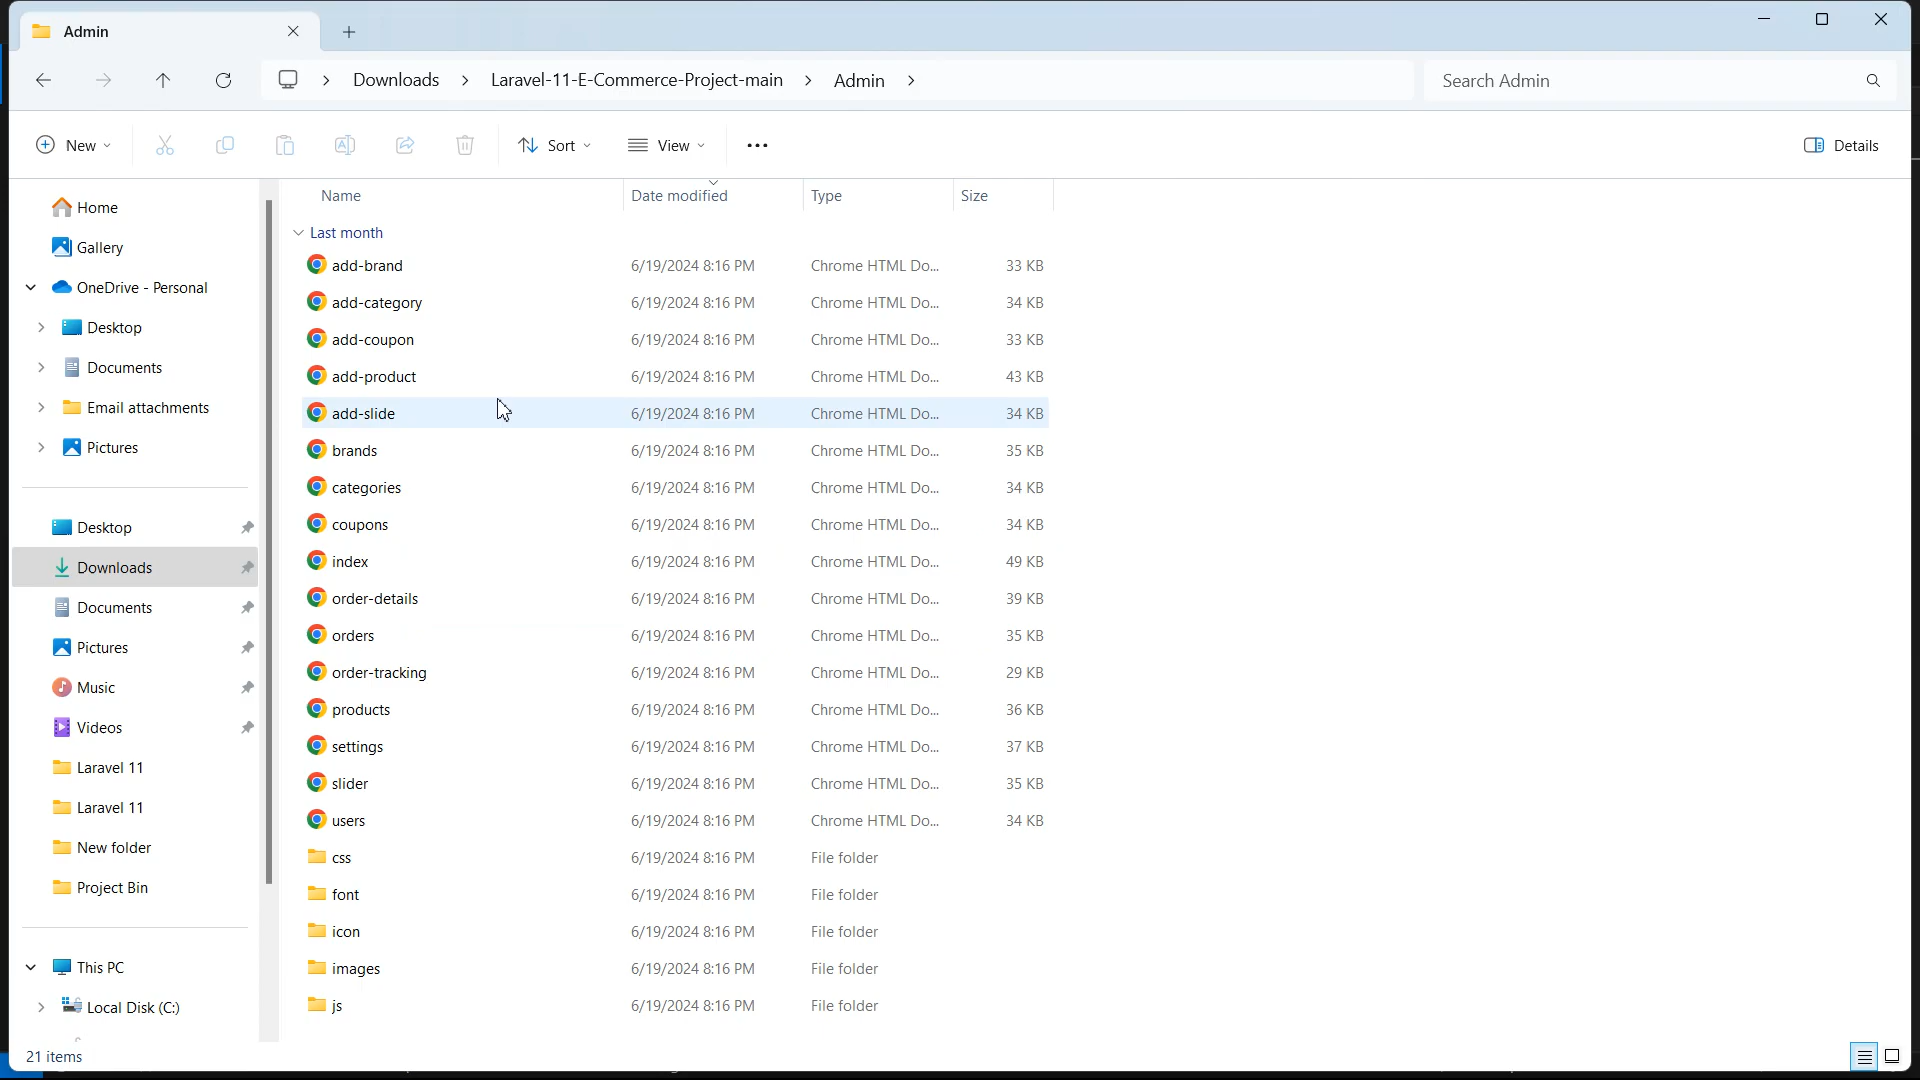 Admin
Downloads Laravel-11-E-Commerce-Project-main Admin Search Admin
New Sort View Details
Home
Gallery
OneDrive - Personal
Desktop
Documents
Email attachments
Pictures
Desktop
Downloads
Documents
Pictures
Music
Videos
Laravel 11
Laravel 11
New folder
Project Bin
This PC
Local Disk (C:)
Name Date modified Type Size
Last month
add-brand 6/19/2024 8:16 PM Chrome HTML Do... 33 KB
add-category 6/19/2024 8:16 PM Chrome HTML Do... 34 KB
add-coupon 6/19/2024 8:16 PM Chrome HTML Do... 33 KB
add-product 6/19/2024 8:16 PM Chrome HTML Do... 43 KB
add-slide 6/19/2024 8:16 PM Chrome HTML Do... 34 KB
brands 6/19/2024 8:16 PM Chrome HTML Do... 35 KB
categories 6/19/2024 8:16 PM Chrome HTML Do... 34 KB
coupons 6/19/2024 8:16 PM Chrome HTML Do... 34 KB
index 6/19/2024 8:16 PM Chrome HTML Do... 49 KB
order-details 6/19/2024 8:16 PM Chrome HTML Do... 39 KB
orders 6/19/2024 8:16 PM Chrome HTML Do... 35 KB
order-tracking 6/19/2024 8:16 PM Chrome HTML Do... 29 KB
products 6/19/2024 8:16 PM Chrome HTML Do... 36 KB
settings 6/19/2024 8:16 PM Chrome HTML Do... 37 KB
slider 6/19/2024 8:16 PM Chrome HTML Do... 35 KB
users 6/19/2024 8:16 PM Chrome HTML Do... 34 KB
css 6/19/2024 8:16 PM File folder
font 6/19/2024 8:16 PM File folder
icon 6/19/2024 8:16 PM File folder
images 6/19/2024 8:16 PM File folder
js 6/19/2024 8:16 PM File folder
21 items